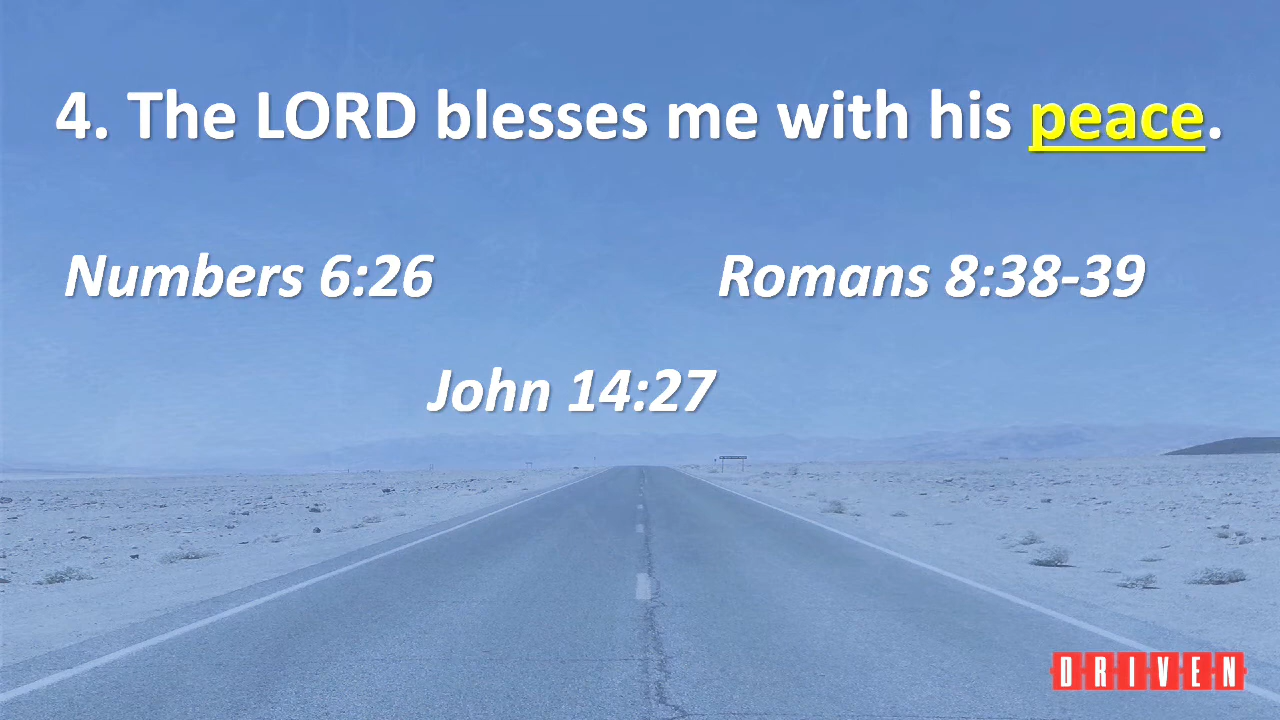 4. The LORD blesses me with his peace.
Numbers 6:26
Romans 8:38-39
John 14:27
DRIVEN